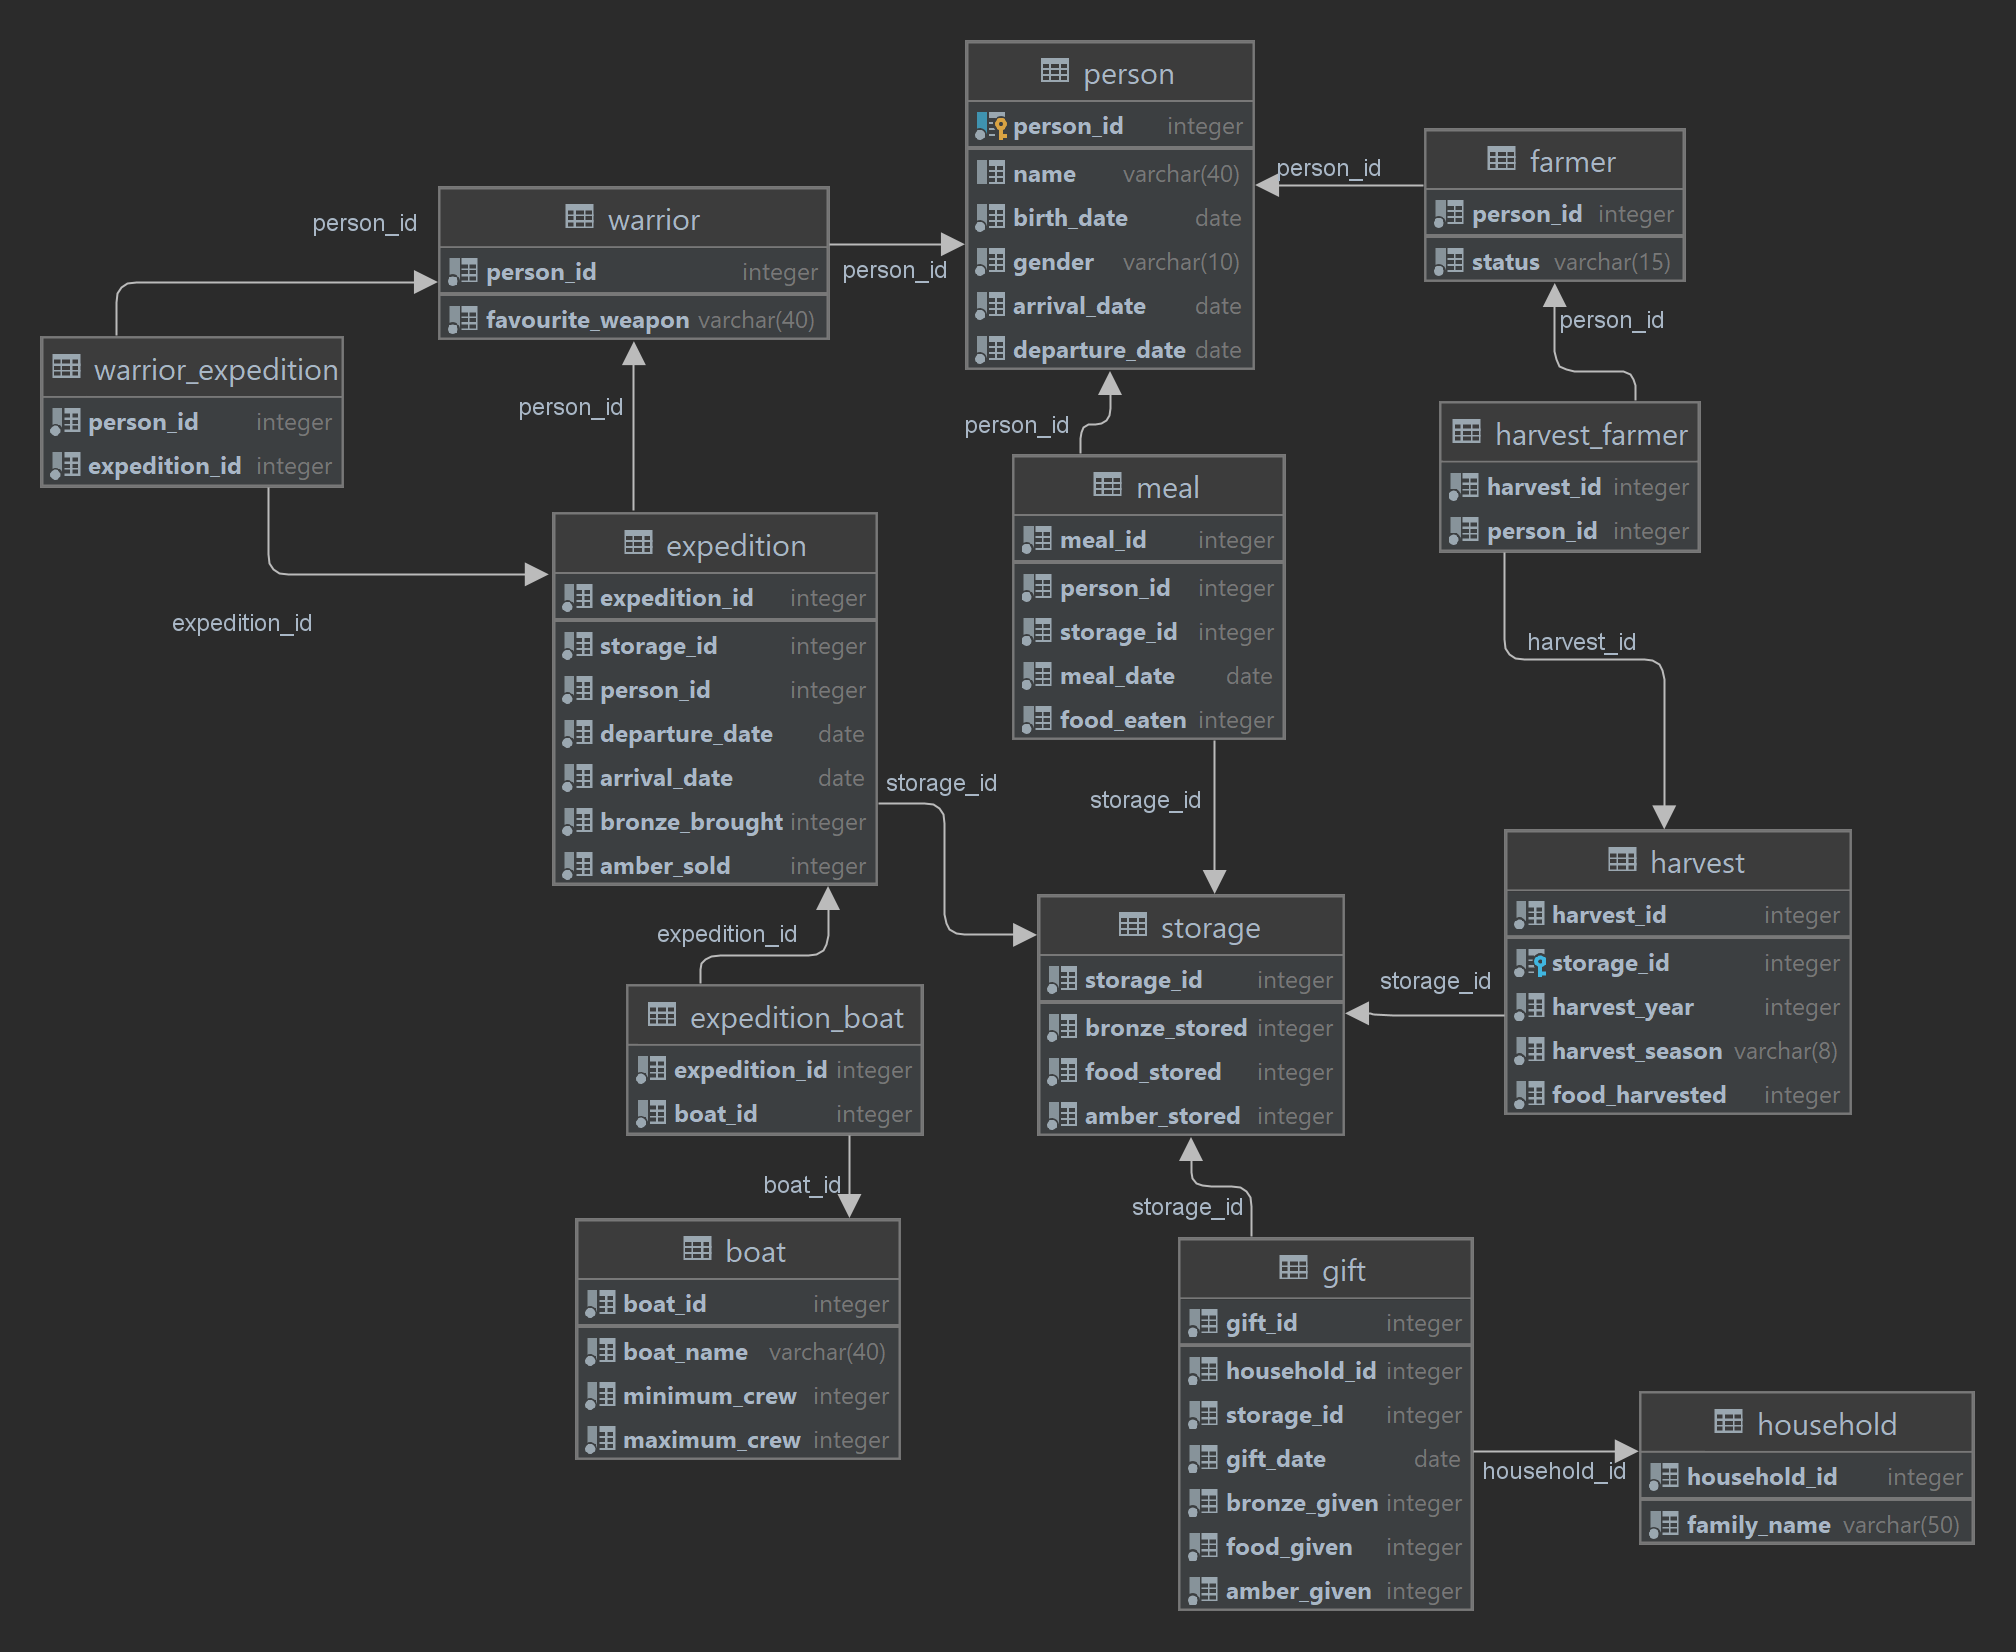 person
person_id integer
name varchar(40)
birth_date date
gender varchar(10)
arrival_date date
departure_date date
person_id
farmer
person_id integer
status varchar(15)
person_id
warrior
person_id integer
favourite_weapon varchar(40)
person_id
person_id
warrior_expedition
person_id integer
expedition_id integer
person_id
expedition_id
person_id
harvest_farmer
harvest_id integer
person_id integer
harvest_id
meal
meal_id integer
person_id integer
storage_id integer
meal_date date
food_eaten integer
storage_id
expedition
expedition_id integer
storage_id integer
person_id integer
departure_date date
arrival_date date
bronze_brought integer
amber_sold integer
storage_id
expedition_id
storage
storage_id integer
bronze_stored integer
food_stored integer
amber_stored integer
storage_id
harvest
harvest_id integer
storage_id integer
harvest_year integer
harvest_season varchar(8)
food_harvested integer
expedition_boat
expedition_id integer
boat_id integer
boat_id
storage_id
boat
boat_id integer
boat_name varchar(40)
minimum_crew integer
maximum_crew integer
gift
gift_id integer
household_id integer
storage_id integer
gift_date date
bronze_given integer
food_given integer
amber_given integer
household_id
household
household_id integer
family_name varchar(50)